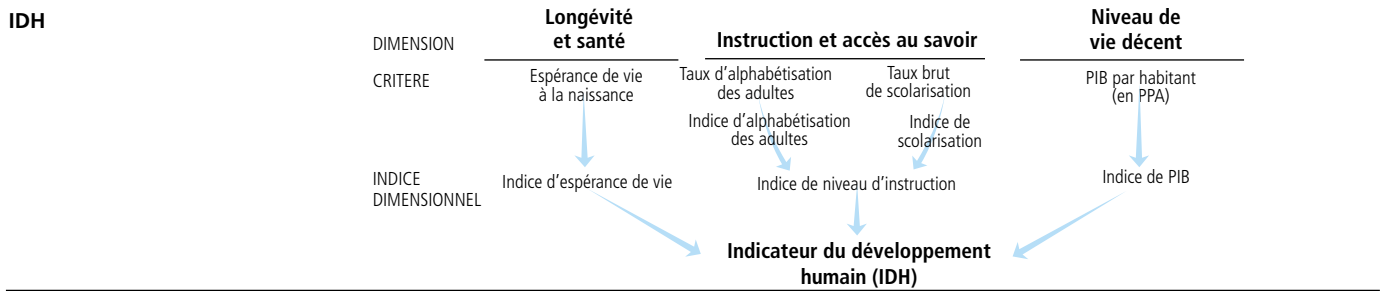 IDH
DIMENSION
Longévité
et santé
Instruction et accès au savoir
Niveau de
vie décent
CRITERE
Espérance de vie
à la naissance
Taux d'alphabétisation
des adultes
Taux brut
de scolarisation
PIB par habitant
(en PPA)
Indice d'alphabétisation
des adultes
Indice de
scolarisation
INDICE
DIMENSIONNEL
Indice d'espérance de vie
Indice de niveau d'instruction
Indice de PIB
Indicateur du développement
humain (IDH)